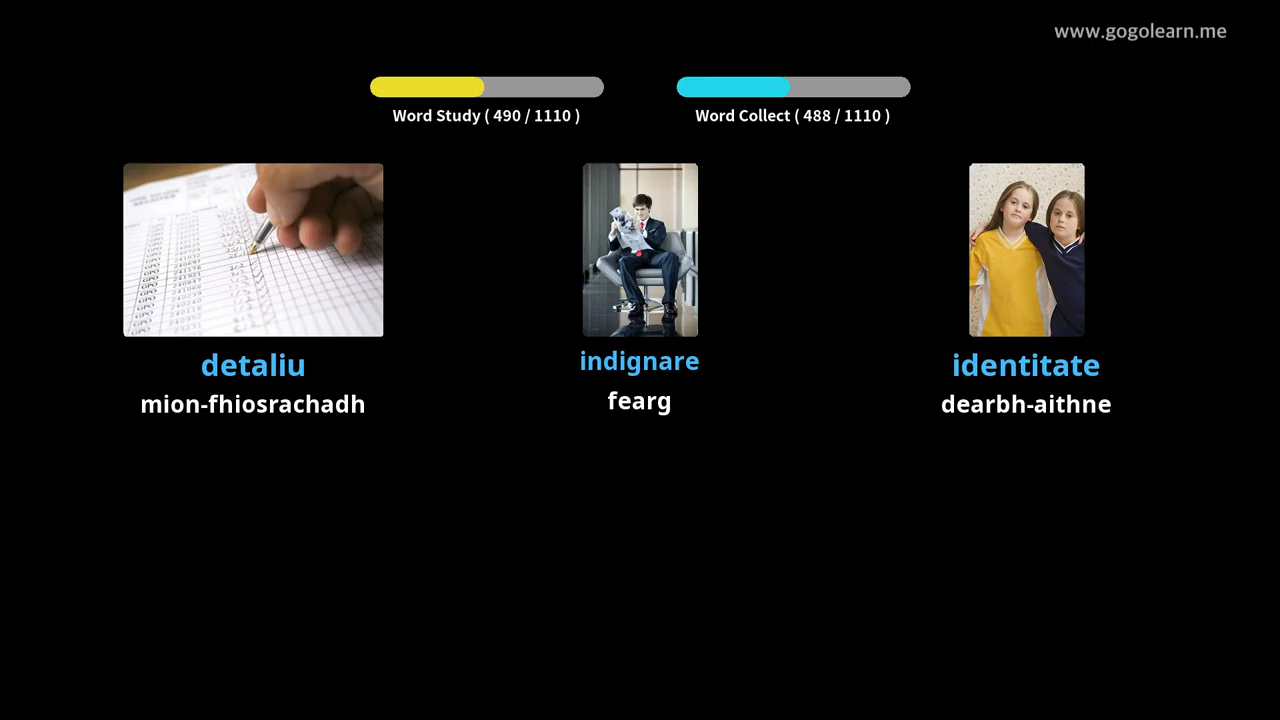 www.gogolearn.me
Word Study ( 490 / 1110 )
Word Collect ( 488 / 1110 )
detaliu
mion-fhiosrachadh
indignare
fearg
identitate
dearbh-aithne